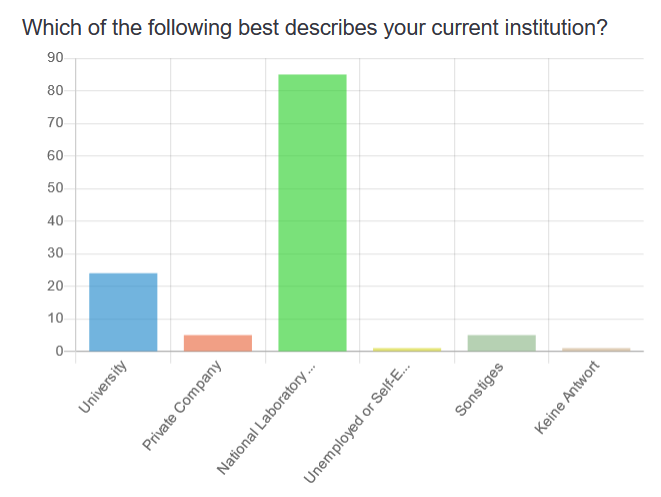 Which of the following best describes your current institution?
90
80
70
60
50
40
30
20
10
0
University
Private Company
National Laboratory ...
Unemployed or Self-E...
Sonstiges
Keine Antwort